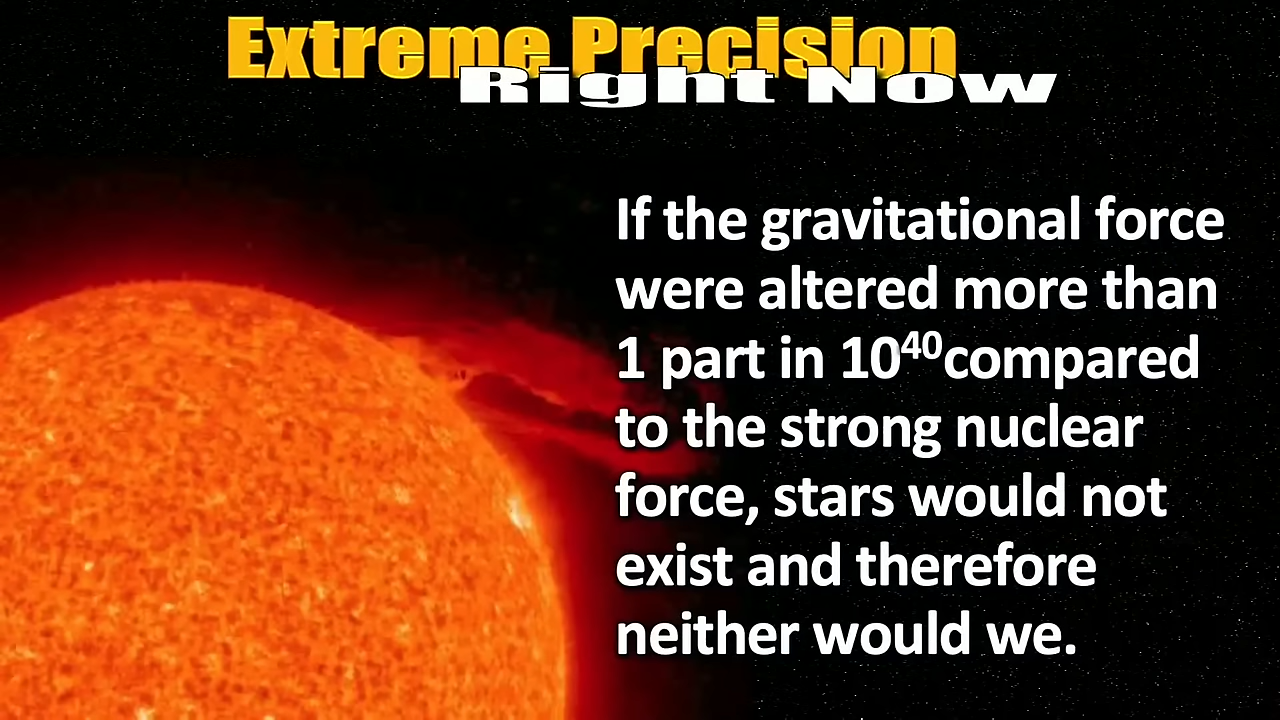 Extreme Precision
Right Now
If the gravitational force
were altered more than
1 part in 10⁴⁰compared
to the strong nuclear
force, stars would not
exist and therefore
neither would we.